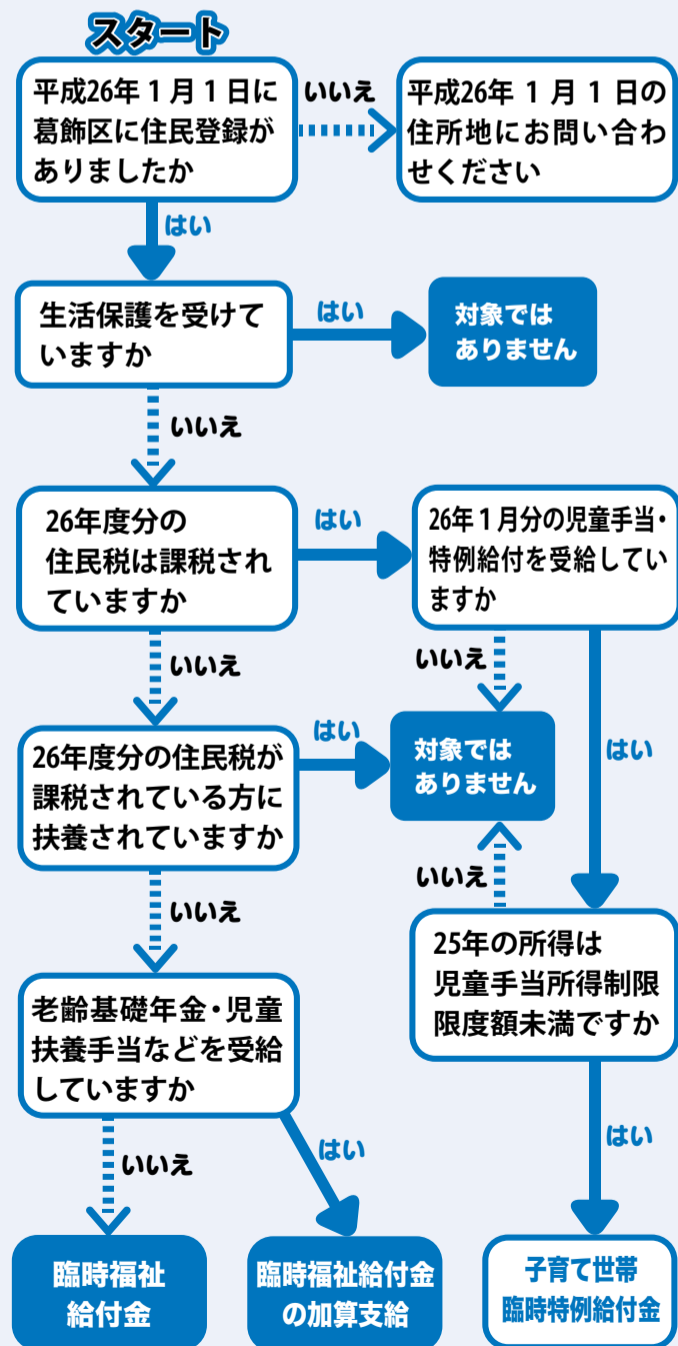 スタート
平成26年1月1日に
葛飾区に住民登録が
ありましたか
いいえ
平成26年1月1日の
住所地にお問い合わ
せください
はい
生活保護を受けて
いますか
はい
対象では
ありません
いいえ
26年度分の
住民税は課税され
ていますか
はい
26年1月分の児童手当・
特例給付を受給してい
ますか
いいえ
いいえ
はい
26年度分の住民税が
課税されている方に
扶養されていますか
はい
対象では
ありません
いいえ
いいえ
25年の所得は
児童手当所得制限
限度額未満ですか
老齢基礎年金・児童
扶養手当などを受給
していますか
いいえ
はい
はい
臨時福祉
給付金
臨時福祉給付金
の加算支給
子育て世帯
臨時特例給付金